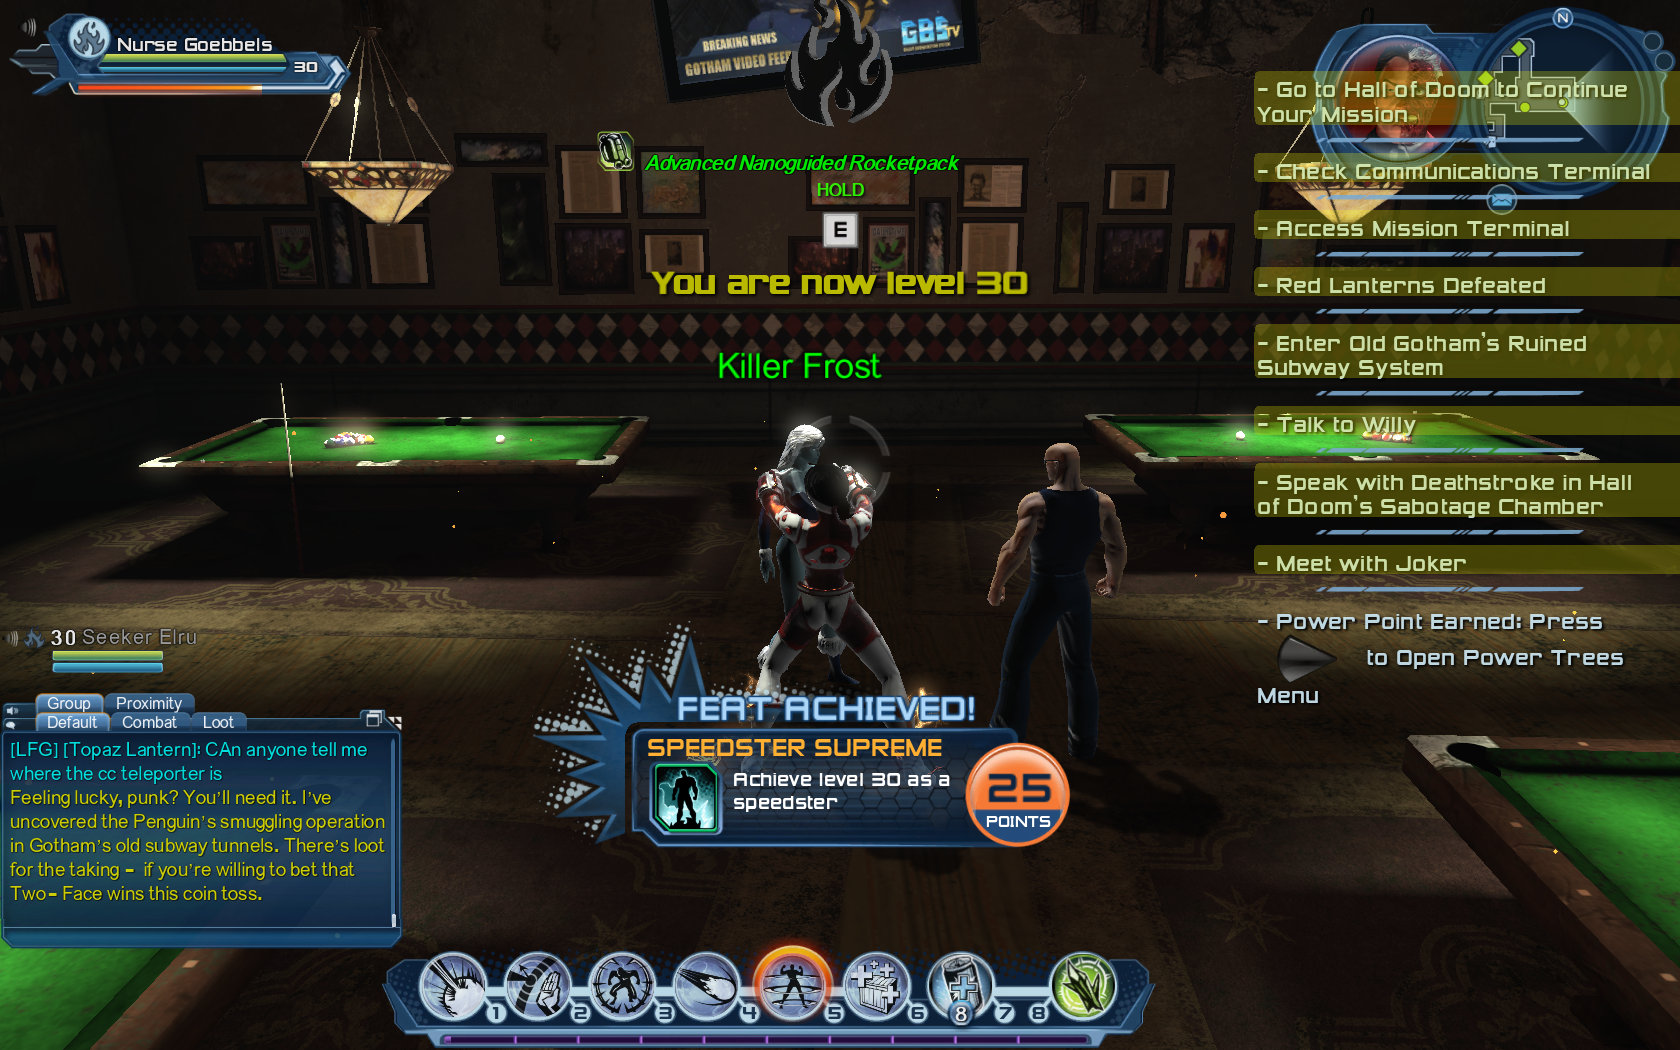 Nurse Goebbels
30
BREAKING NEWS
GOTHAM VIDEO FEE
GBS TV
N
Advanced Nanoguided Rocketpack
HOLD
E
You are now level 30
Killer Frost
- Go to Hall of Doom to Continue
Your Mission
- Check Communications Terminal
- Access Mission Terminal
- Red Lanterns Defeated
- Enter Old Gotham's Ruined
Subway System
- Talk to Willy
- Speak with Deathstroke in Hall
of Doom's Sabotage Chamber
- Meet with Joker
- Power Point Earned: Press
to Open Power Trees
Menu
30 Seeker Elru
Group Proximity
Default Combat Loot
[LFG] [Topaz Lantern]: CAn anyone tell me
where the cc teleporter is
Feeling lucky, punk? You'll need it. I've
uncovered the Penguin's smuggling operation
in Gotham's old subway tunnels. There's loot
for the taking - if you're willing to bet that
Two-Face wins this coin toss.
FEAT ACHIEVED!
SPEEDSTER SUPREME
Achieve level 30 as a
speedster
25
POINTS
1 2 3 4 5 6 8 7 8